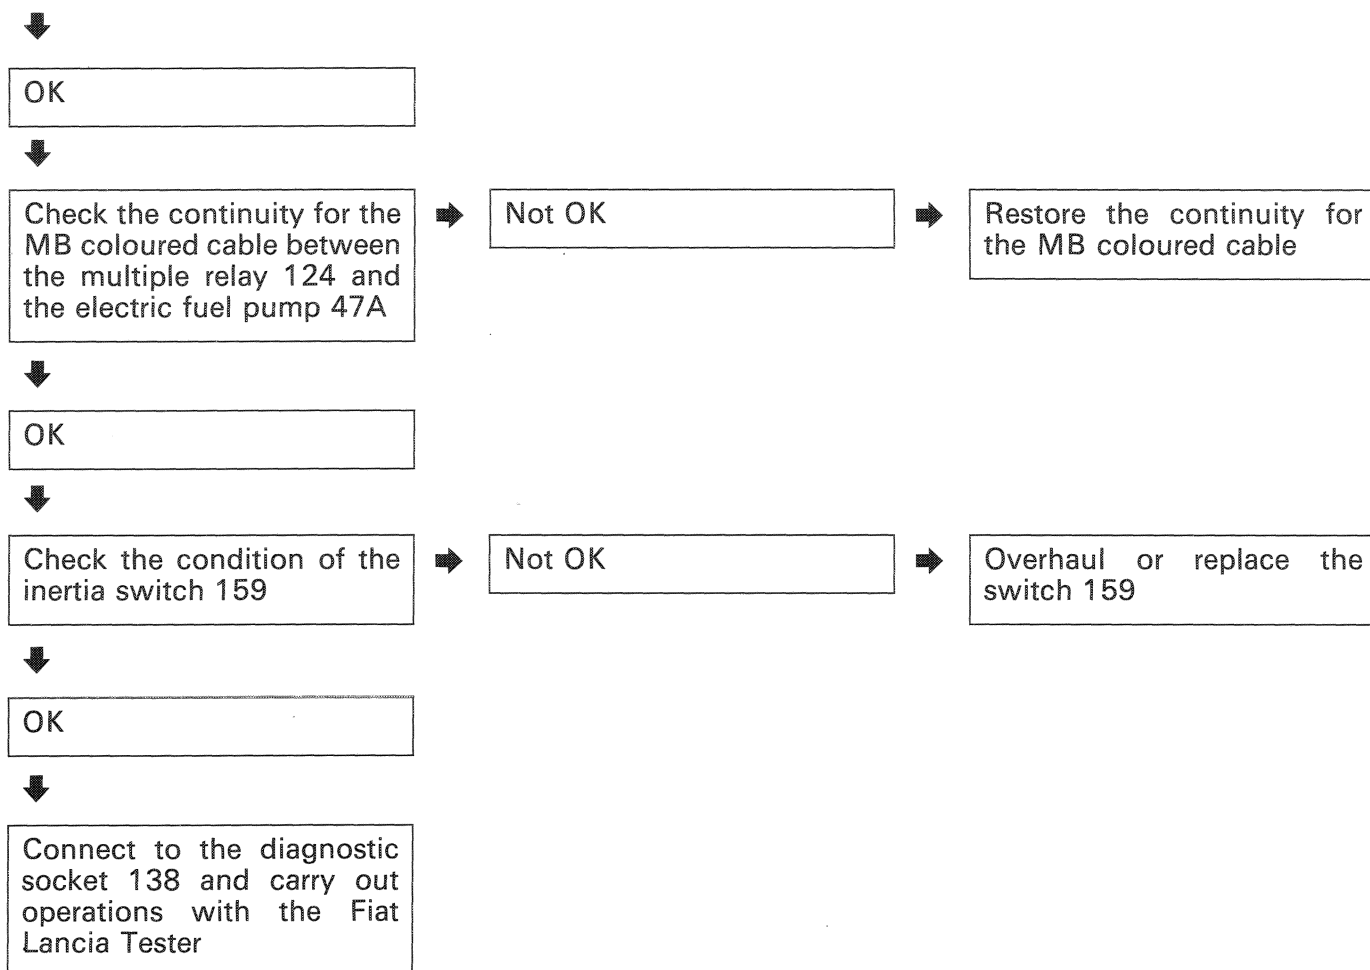 OK
Check the continuity for the
MB coloured cable between
the multiple relay 124 and
the electric fuel pump 47A
Not OK
Restore the continuity for
the MB coloured cable
OK
Check the condition of the
inertia switch 159
Not OK
Overhaul or replace the
switch 159
OK
Connect to the diagnostic
socket 138 and carry out
operations with the Fiat
Lancia Tester